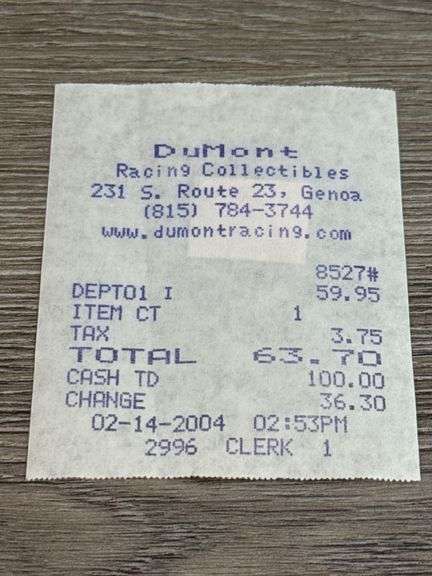 DuMont
Racing Collectibles
231 S. Route 23, Genoa
(815) 784-3744
www.dumontracing.com
8527#
DEPT01 I 59.95
ITEM CT 1
TAX 3.75
TOTAL 63.70
CASH TD 100.00
CHANGE 36.30
02-14-2004 02:53PM
2996 CLERK 1